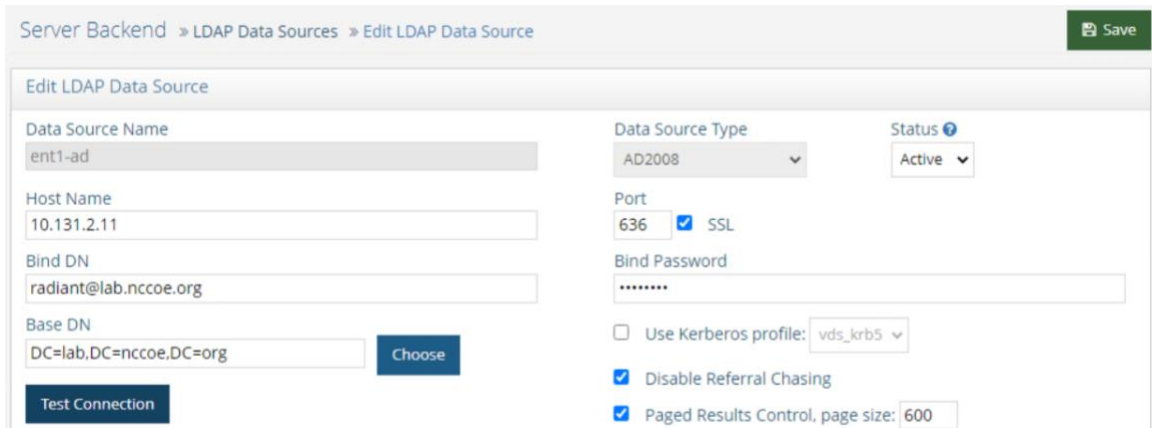 Server Backend » LDAP Data Sources » Edit LDAP Data Source
Save
Edit LDAP Data Source
Data Source Name
Data Source Type
Status
ent1-ad
AD2008
Active
Host Name
Port
10.131.2.11
636
SSL
Bind DN
Bind Password
radiant@lab.nccoe.org
••••••••
Base DN
Use Kerberos profile: vds_krb5
DC=lab,DC=nccoe,DC=org
Choose
Disable Referral Chasing
Test Connection
Paged Results Control, page size: 600